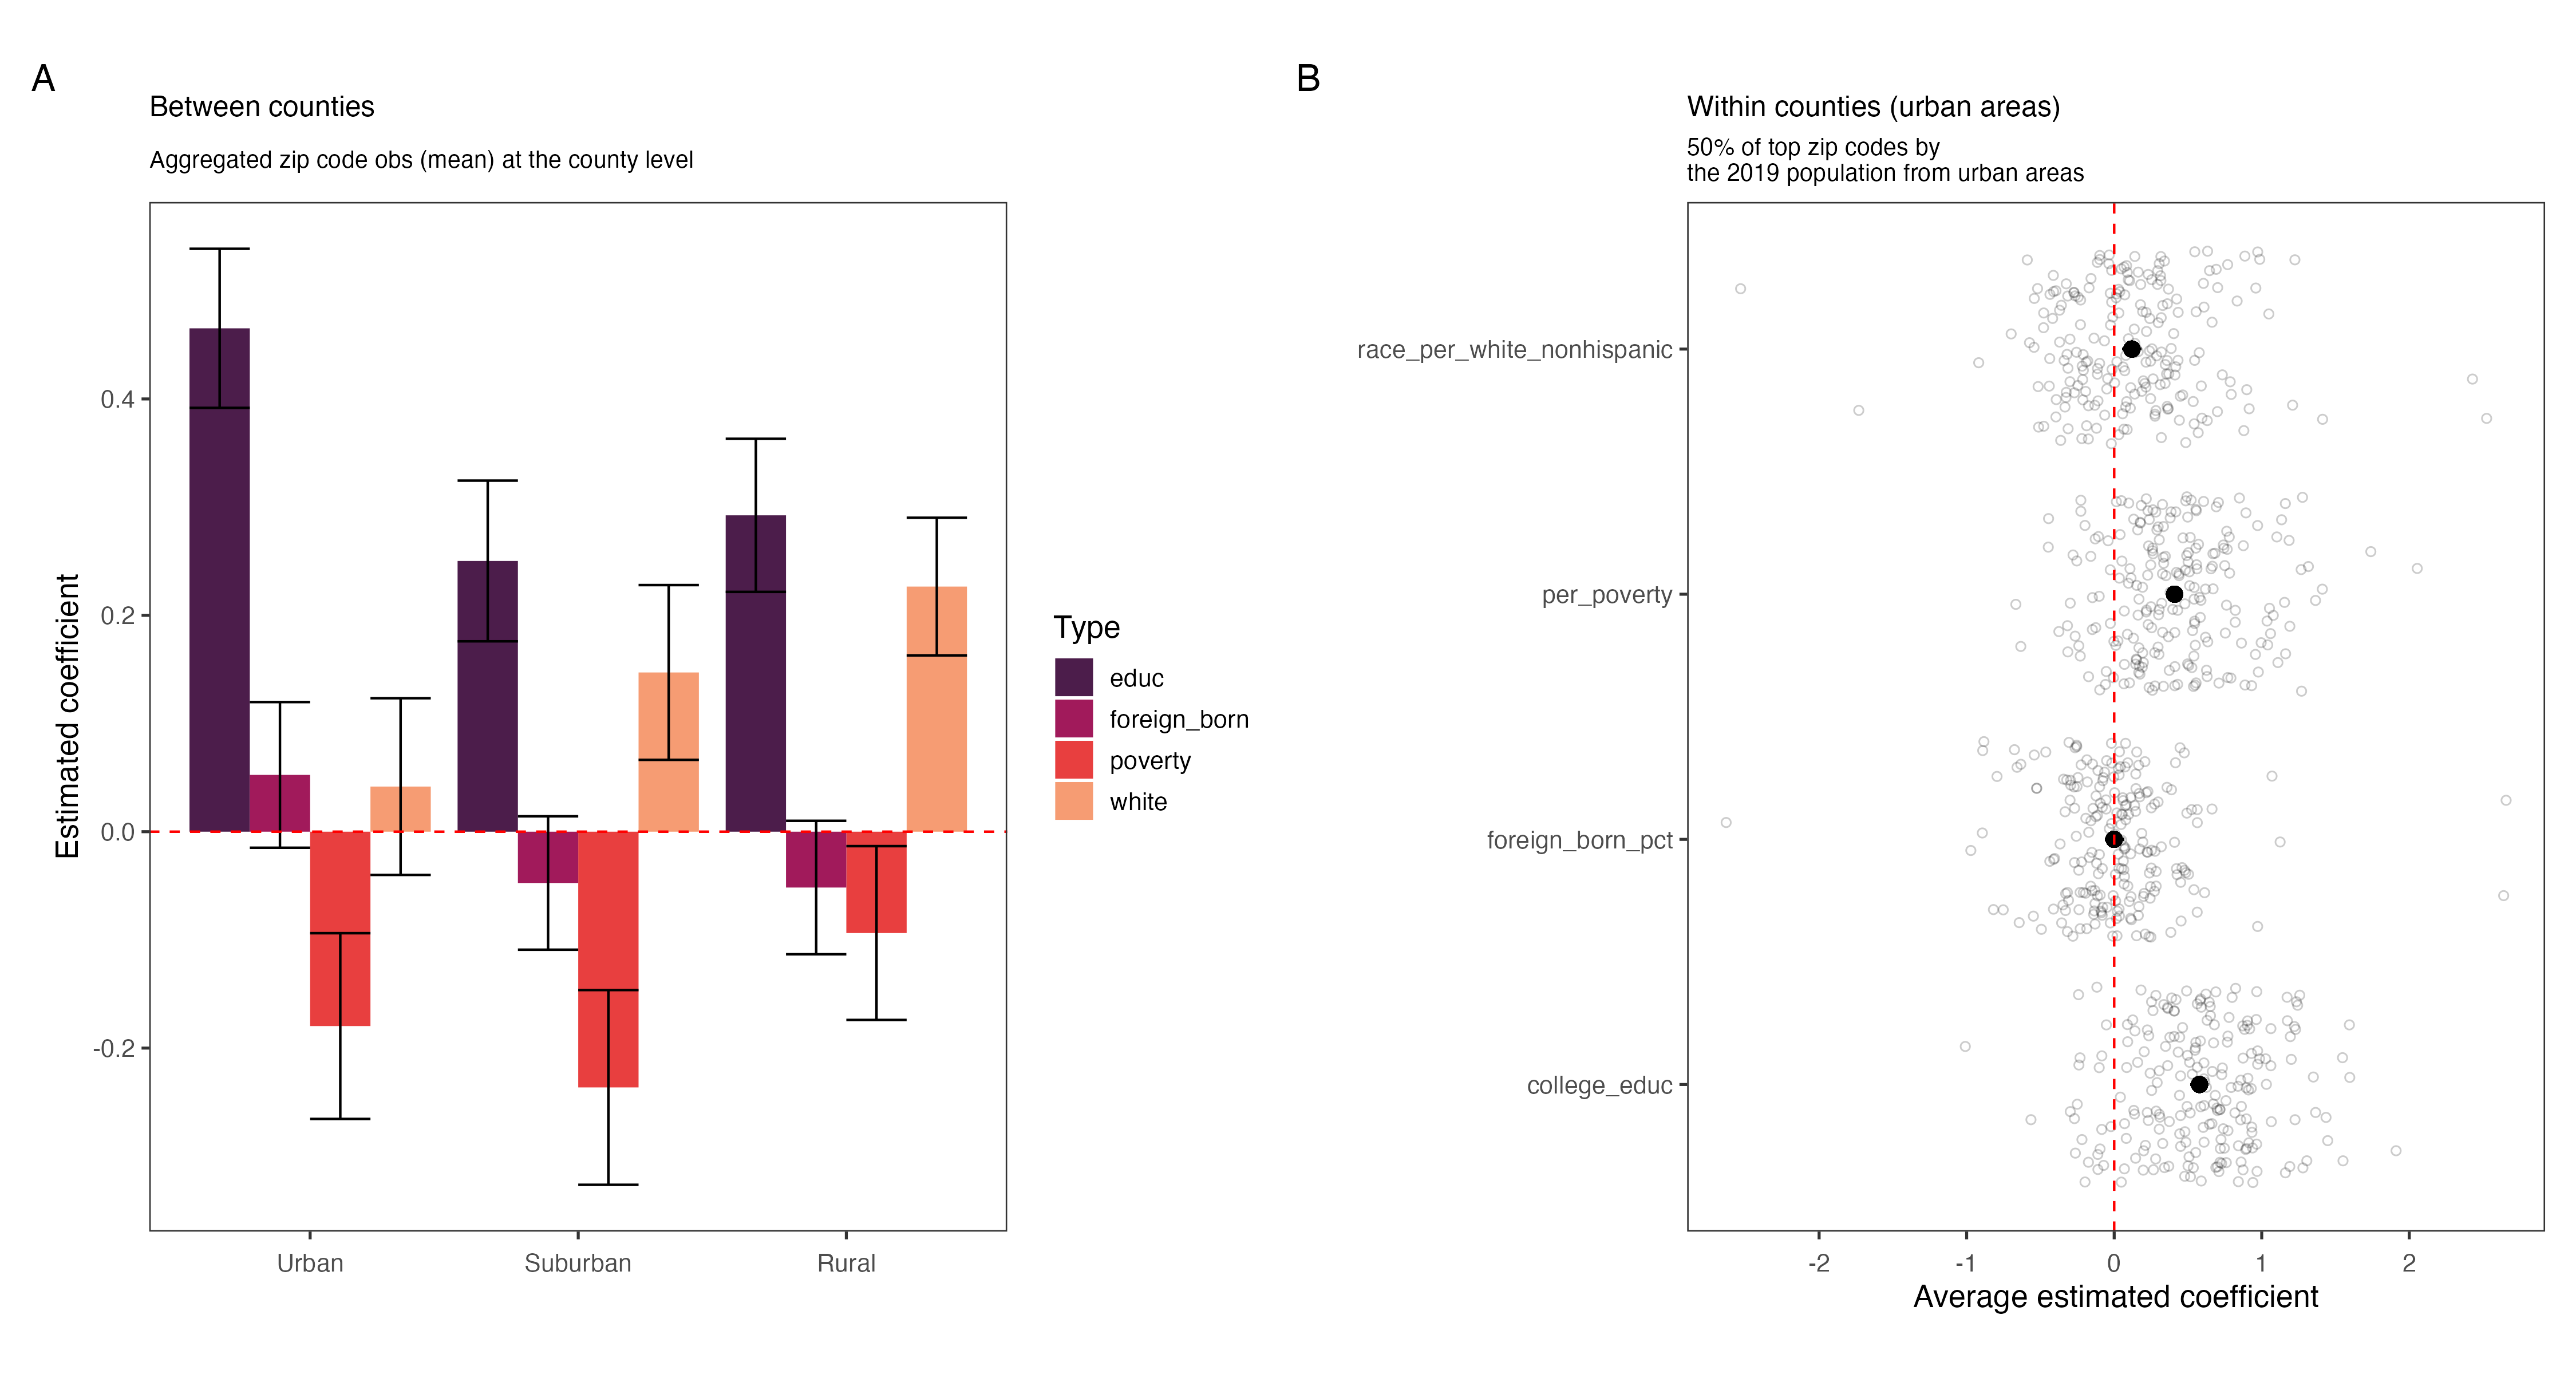 A
Between counties
Aggregated zip code obs (mean) at the county level
Estimated coefficient
0.4
0.2
0.0
-0.2
Urban Suburban Rural
Type
educ
foreign_born
poverty
white
B
Within counties (urban areas)
50% of top zip codes by
the 2019 population from urban areas
race_per_white_nonhispanic
per_poverty
foreign_born_pct
college_educ
-2 -1 0 1 2
Average estimated coefficient